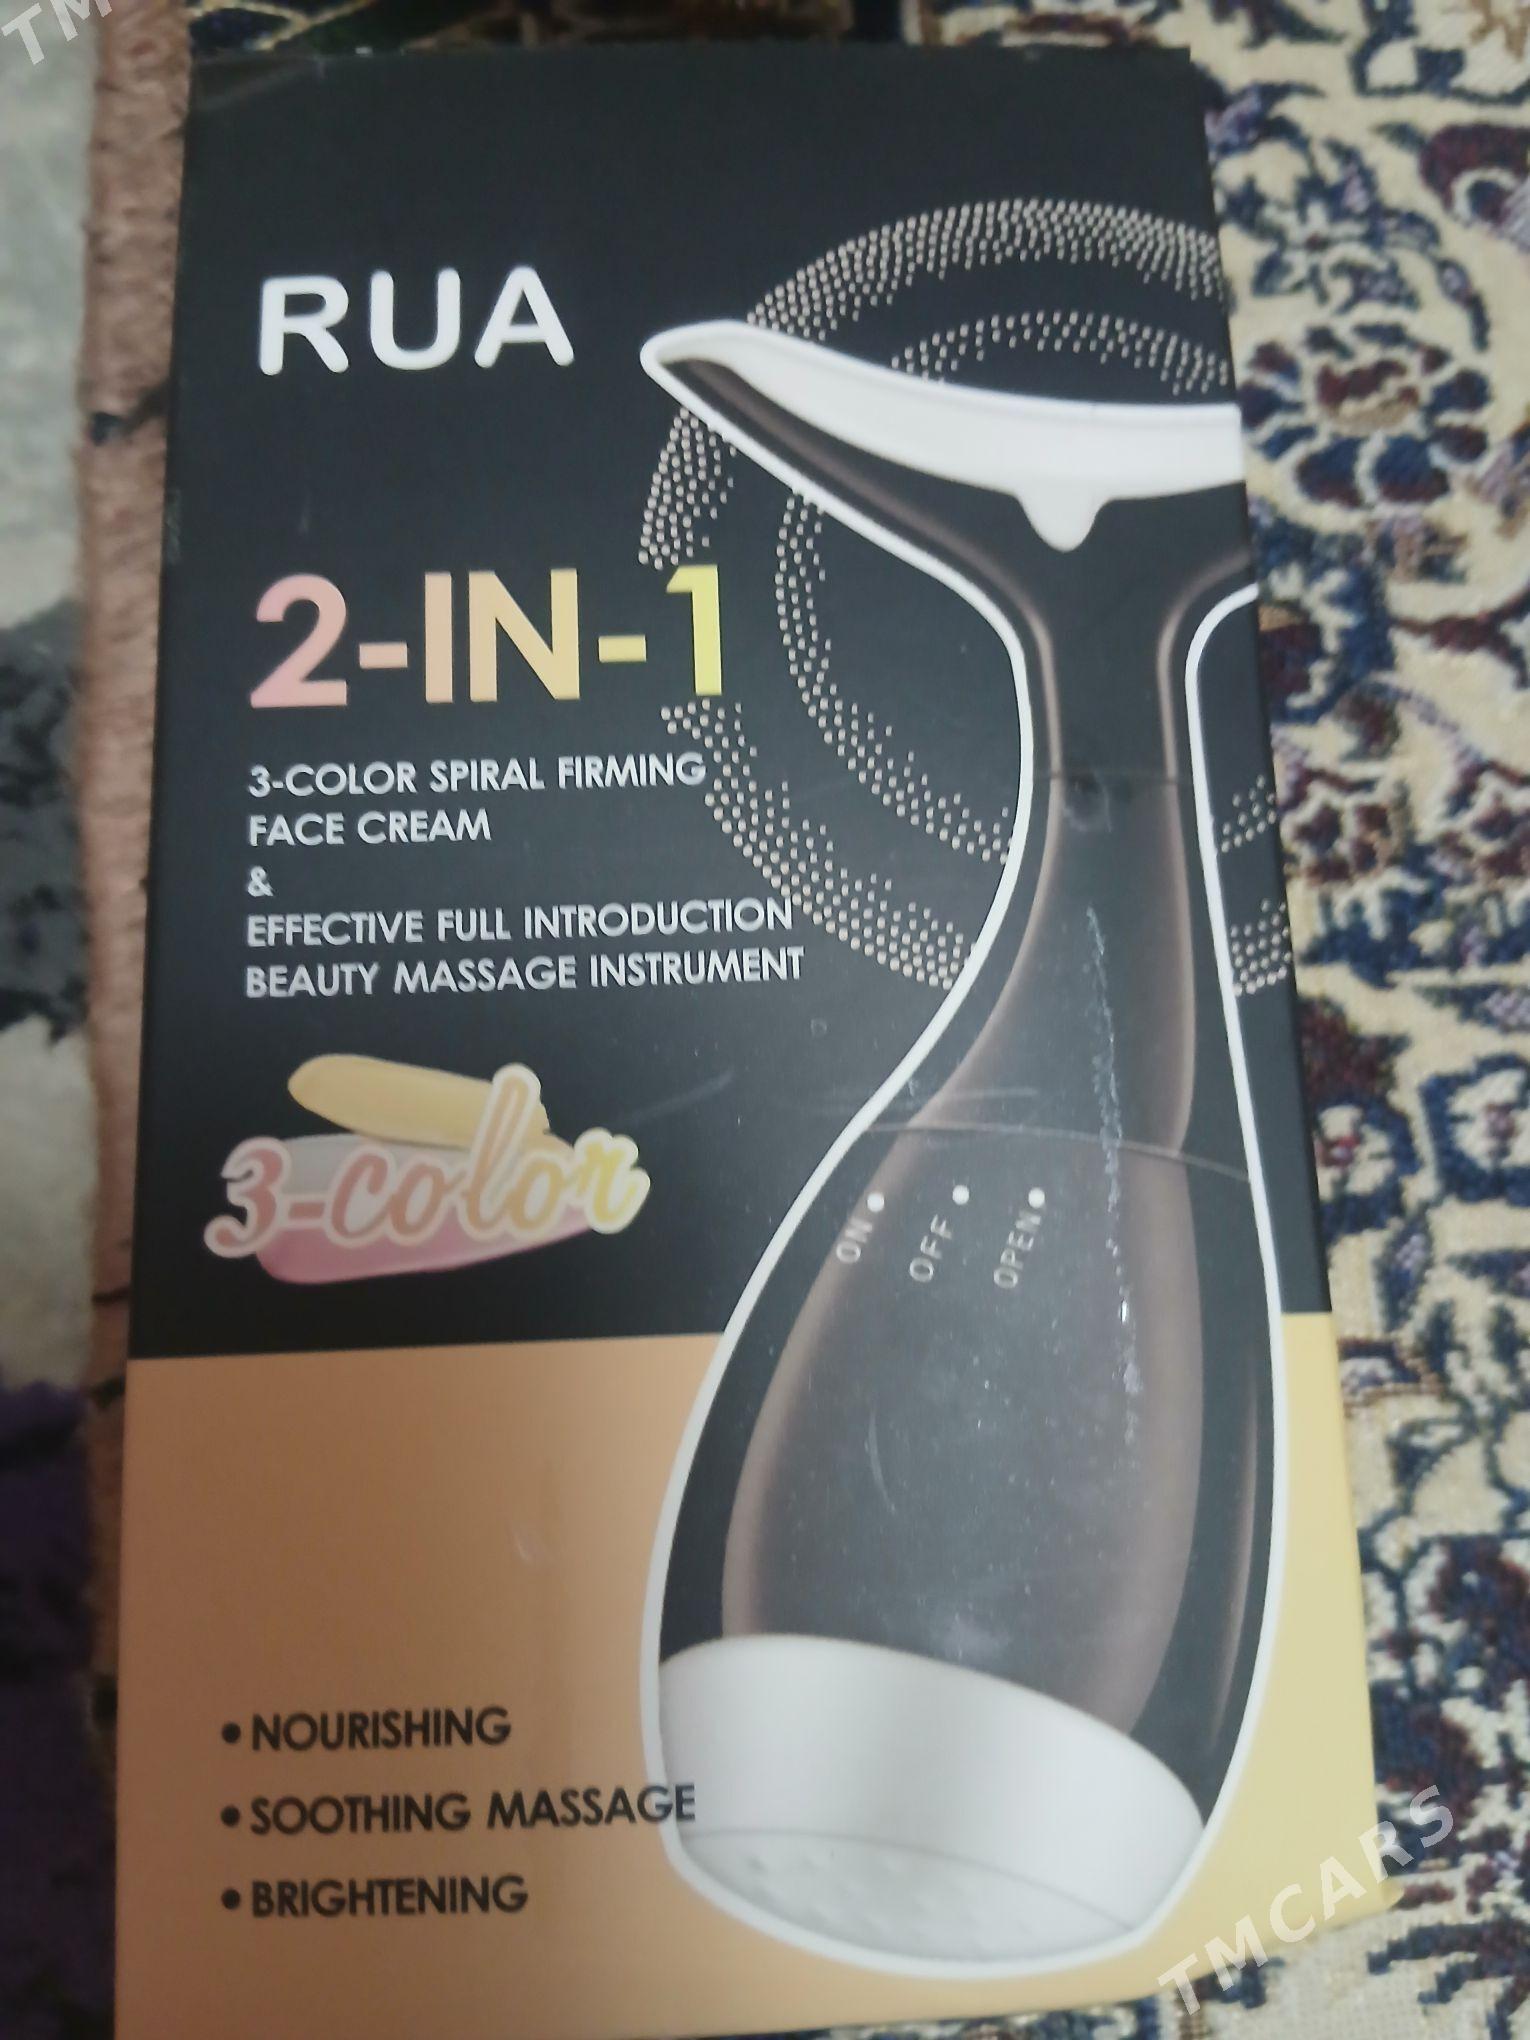 TM
RUA
2-IN-1
3-COLOR SPIRAL FIRMING
FACE CREAM
&
EFFECTIVE FULL INTRODUCTION
BEAUTY MASSAGE INSTRUMENT
3-color
ON
OFF
OPEN
• NOURISHING
• SOOTHING MASSAGE
• BRIGHTENING
TMCARS